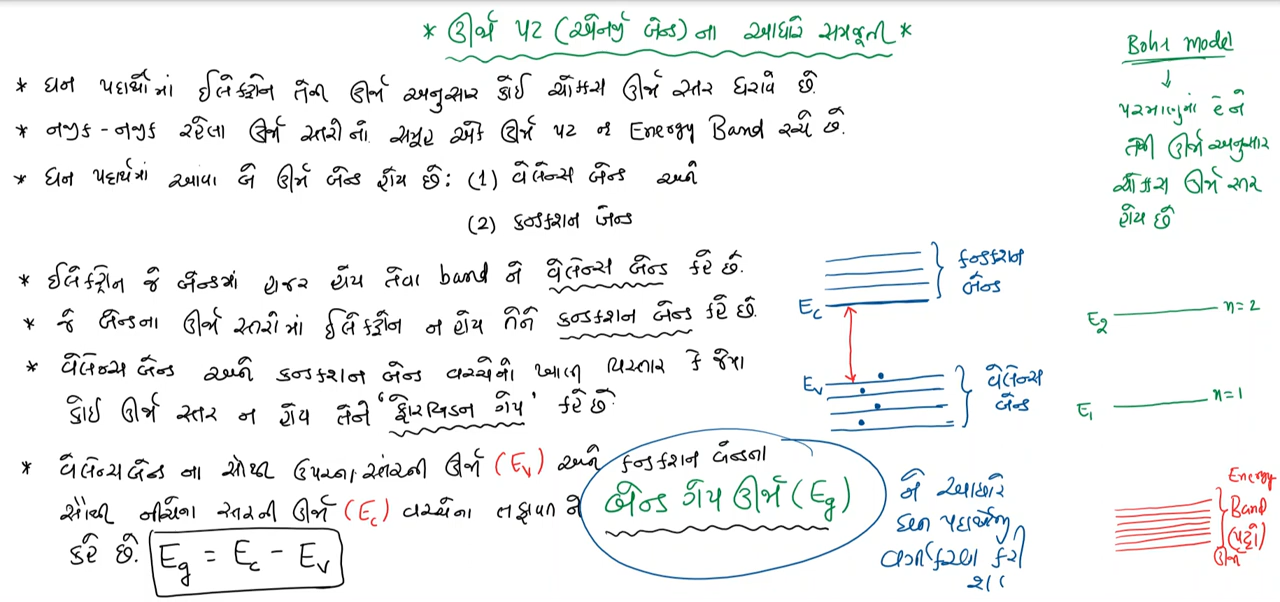 * ઊર્જા પટ (એનર્જી બેન્ડ) ના આધારે સમજૂતી *
* ઘન પદાર્થોમાં ઈલેક્ટ્રોન તેની ઊર્જા અનુસાર કોઈ ચોક્કસ ઊર્જા સ્તર ધરાવે છે.
* નજીક-નજીક રહેલા ઊર્જા સ્તરોનો સમૂહ એક ઊર્જા પટ ને Energy Band રચે છે.
* ઘન પદાર્થમાં આવા બે ઊર્જા બેન્ડ હોય છે: (1) વેલેન્સ બેન્ડ અને
(2) કન્ડક્શન બેન્ડ
* ઈલેક્ટ્રોન જે બેન્ડમાં હાજર હોય તેવા band ને વેલેન્સ બેન્ડ કહે છે.
* જે બેન્ડના ઊર્જા સ્તરોમાં ઈલેક્ટ્રોન ન હોય તેને કન્ડક્શન બેન્ડ કહે છે.
* વેલેન્સ બેન્ડ અને કન્ડક્શન બેન્ડ વચ્ચેનો ખાલી વિસ્તાર કે જેમાં
કોઈ ઊર્જા સ્તર ન હોય તેને 'ફોરબિડન ગેપ' કહે છે.
* વેલેન્સ બેન્ડ ના સૌથી ઉપરના સ્તરની ઊર્જા (Ev) અને કન્ડક્શન બેન્ડના
સૌથી નીચેના સ્તરની ઊર્જા (Ec) વચ્ચેના તફાવત ને બેન્ડ ગેપ ઊર્જા (Eg)
કહે છે. Eg = Ec - Ev
ને આધારે
ઘન પદાર્થોનું
વર્ગીકરણ કરી
Bohr model
↓
પરમાણુમાં e ને
તેની ઊર્જા અનુસાર
ચોક્કસ ઊર્જા સ્તર
હોય છે
કન્ડક્શન
બેન્ડ
Ec
Ev
વેલેન્સ
બેન્ડ
E2 n=2
E1 n=1
Energy
Band
(પટ્ટો)
ઊર્જા